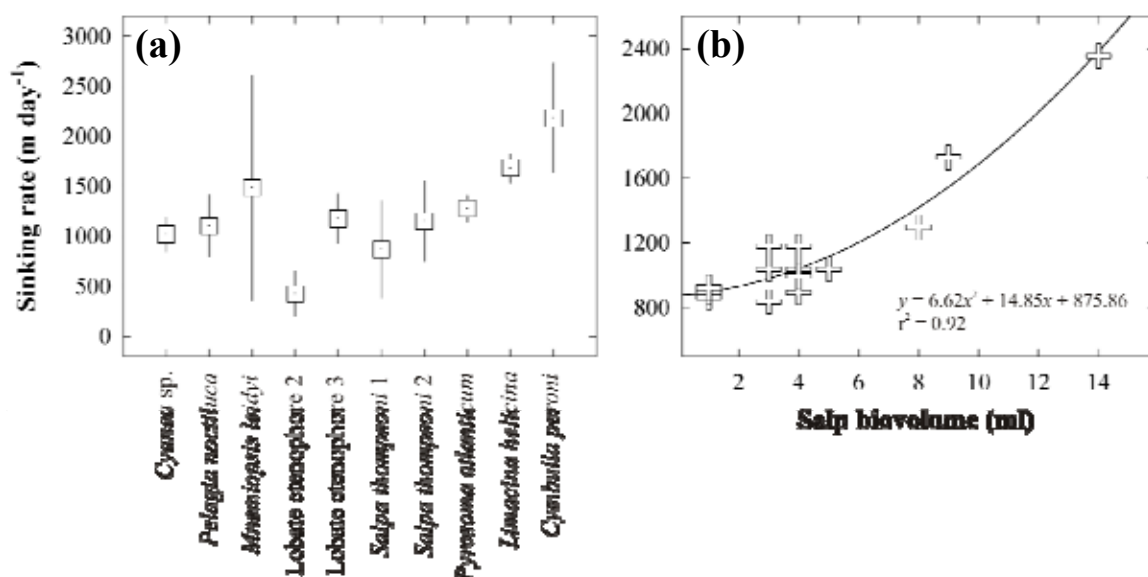 (a)
Sinking rate (m day⁻¹)
3000
2500
2000
1500
1000
500
0
Cyanea sp.
Pelagia noctiluca
Mnemiopsis leidyi
Lobate ctenophore 2
Lobate ctenophore 3
Salpa thompsoni 1
Salpa thompsoni 2
Pyrosoma atlanticum
Limacina helicina
Cymbulia peroni
(b)
2400
2000
1600
1200
800
y = 6.62x² + 14.85x + 875.86
r² = 0.92
2 4 6 8 10 12 14
Salp biovolume (ml)